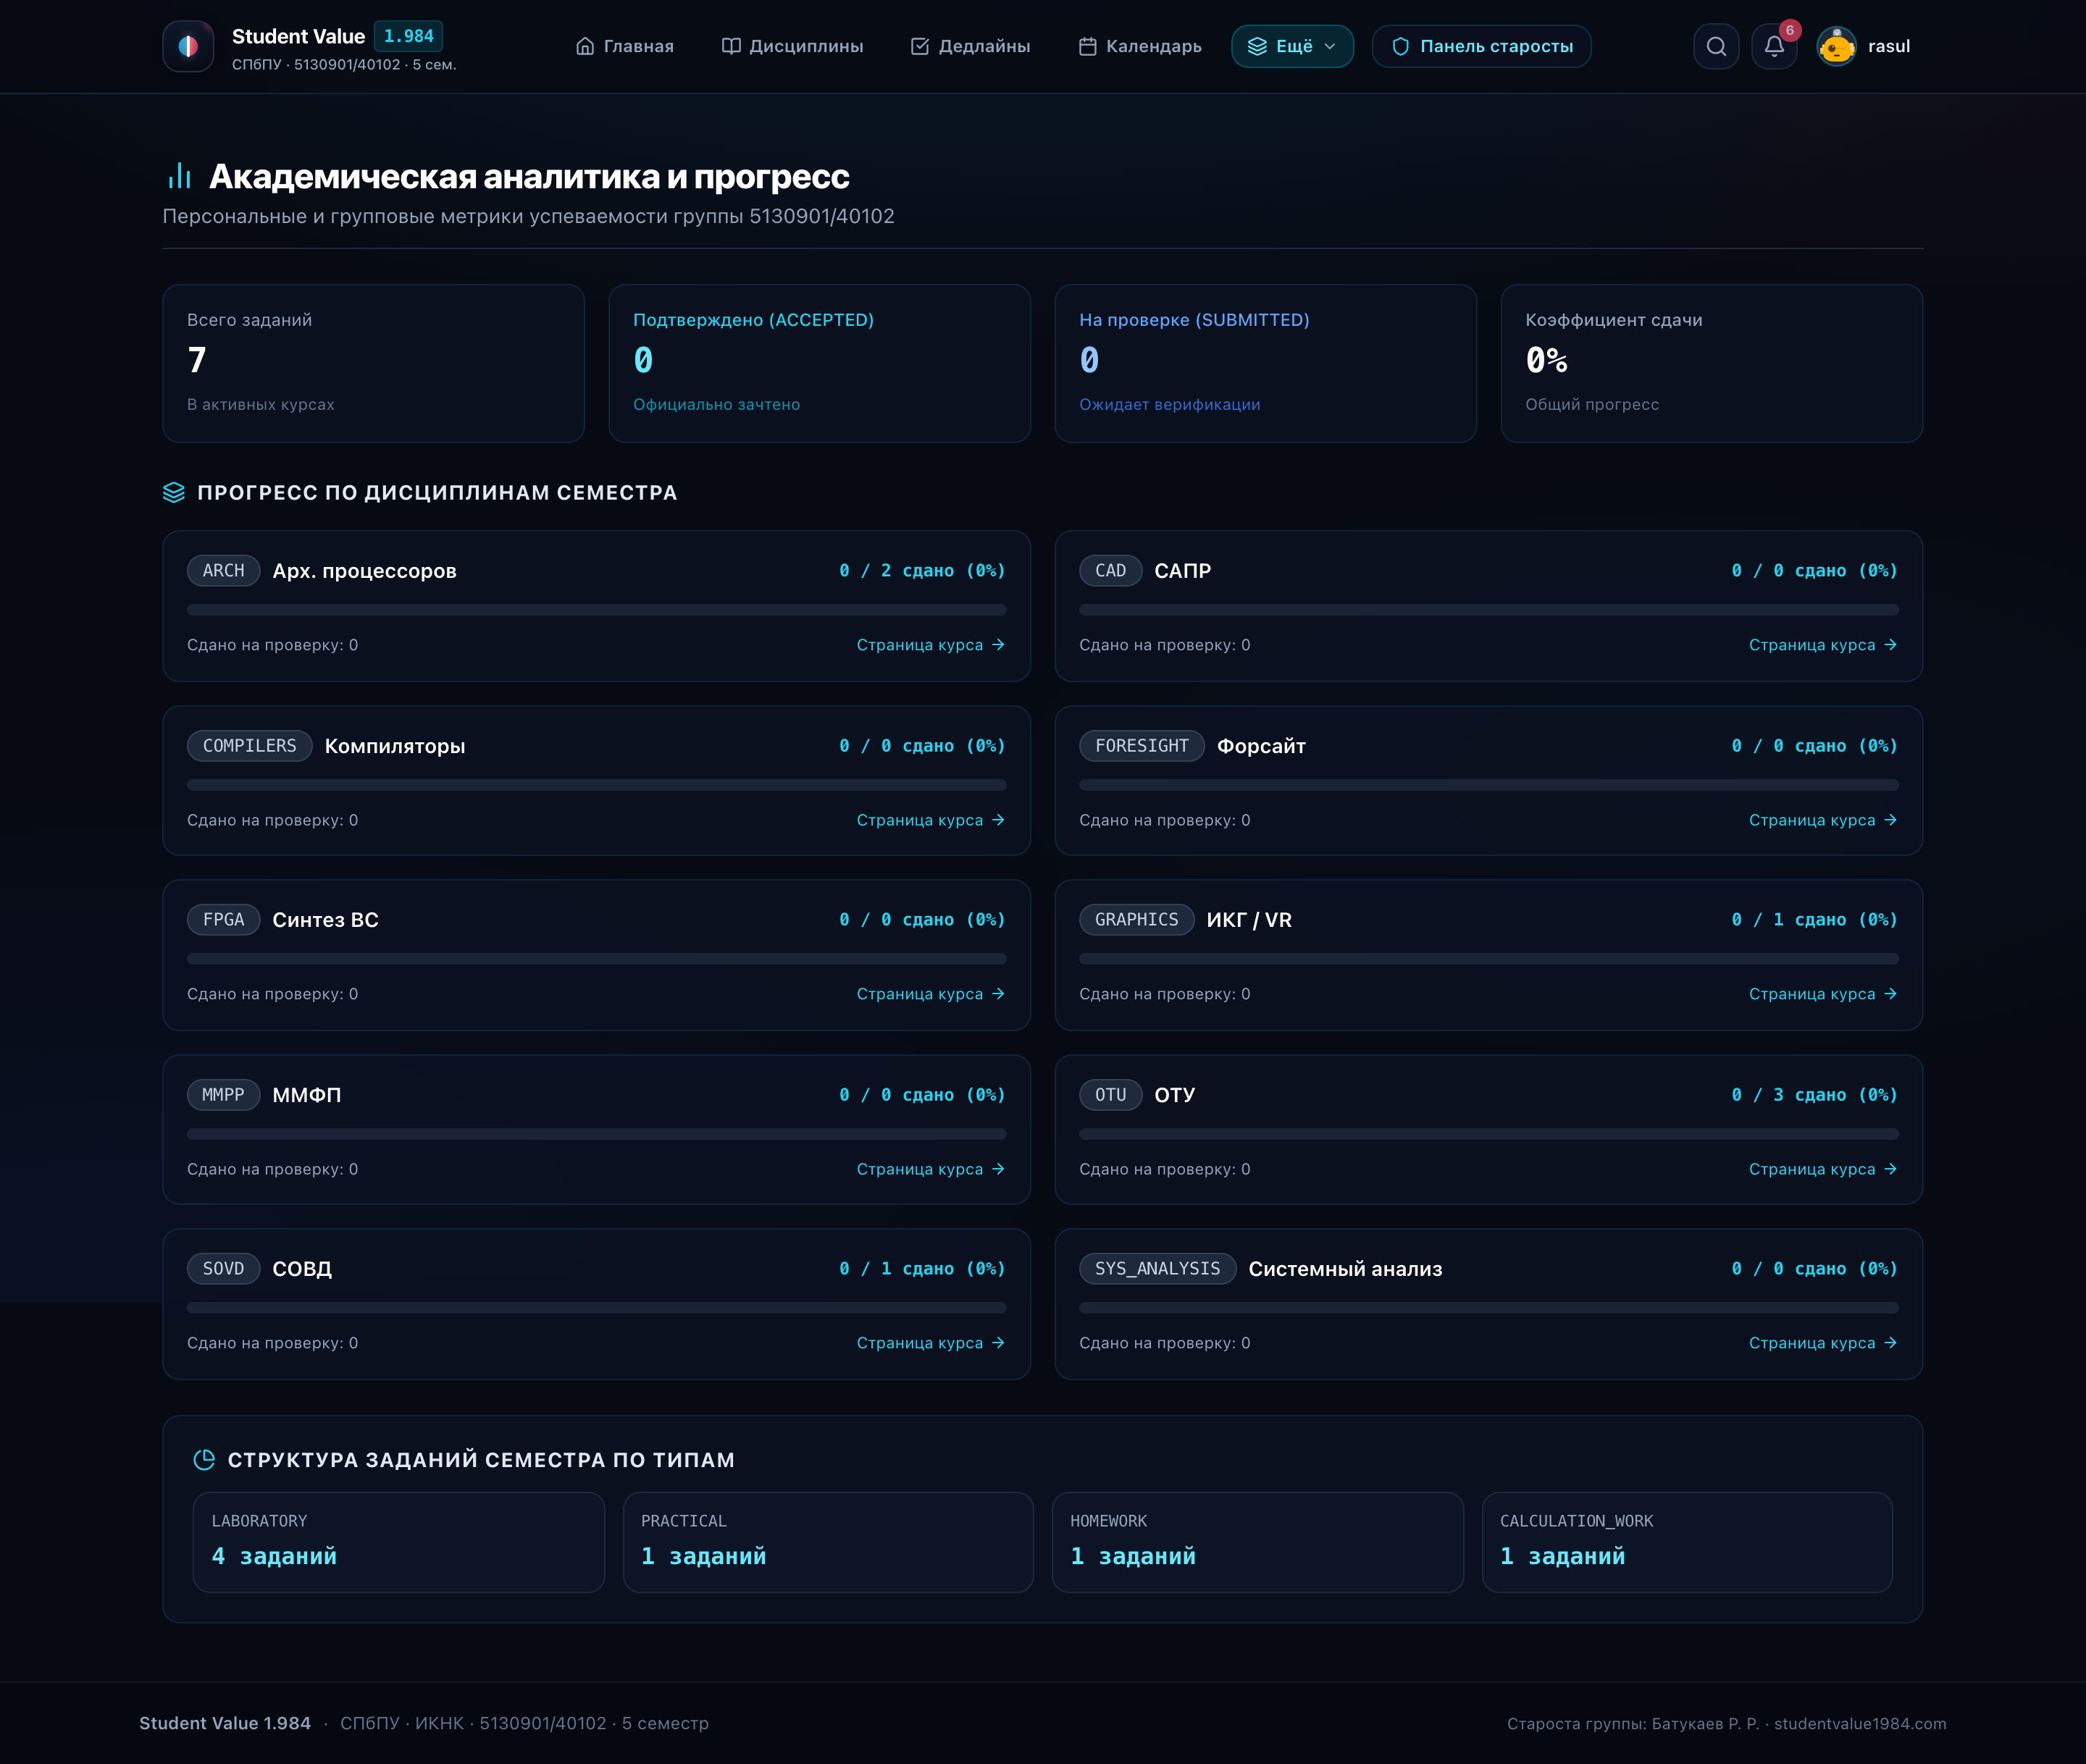 Student Value 1.984
СПбПУ · 5130901/40102 · 5 сем.
Главная
Дисциплины
Дедлайны
Календарь
Ещё
Панель старосты
6
rasul
Академическая аналитика и прогресс
Персональные и групповые метрики успеваемости группы 5130901/40102
Всего заданий
7
В активных курсах
Подтверждено (ACCEPTED)
0
Официально зачтено
На проверке (SUBMITTED)
0
Ожидает верификации
Коэффициент сдачи
0%
Общий прогресс
ПРОГРЕСС ПО ДИСЦИПЛИНАМ СЕМЕСТРА
ARCH Арх. процессоров 0 / 2 сдано (0%)
Сдано на проверку: 0 Страница курса →
CAD САПР 0 / 0 сдано (0%)
Сдано на проверку: 0 Страница курса →
COMPILERS Компиляторы 0 / 0 сдано (0%)
Сдано на проверку: 0 Страница курса →
FORESIGHT Форсайт 0 / 0 сдано (0%)
Сдано на проверку: 0 Страница курса →
FPGA Синтез ВС 0 / 0 сдано (0%)
Сдано на проверку: 0 Страница курса →
GRAPHICS ИКГ / VR 0 / 1 сдано (0%)
Сдано на проверку: 0 Страница курса →
MMPP ММФП 0 / 0 сдано (0%)
Сдано на проверку: 0 Страница курса →
OTU ОТУ 0 / 3 сдано (0%)
Сдано на проверку: 0 Страница курса →
SOVD СОВД 0 / 1 сдано (0%)
Сдано на проверку: 0 Страница курса →
SYS_ANALYSIS Системный анализ 0 / 0 сдано (0%)
Сдано на проверку: 0 Страница курса →
СТРУКТУРА ЗАДАНИЙ СЕМЕСТРА ПО ТИПАМ
LABORATORY
4 заданий
PRACTICAL
1 заданий
HOMEWORK
1 заданий
CALCULATION_WORK
1 заданий
Student Value 1.984 · СПбПУ · ИКНК · 5130901/40102 · 5 семестр
Староста группы: Батукаев Р. Р. · studentvalue1984.com